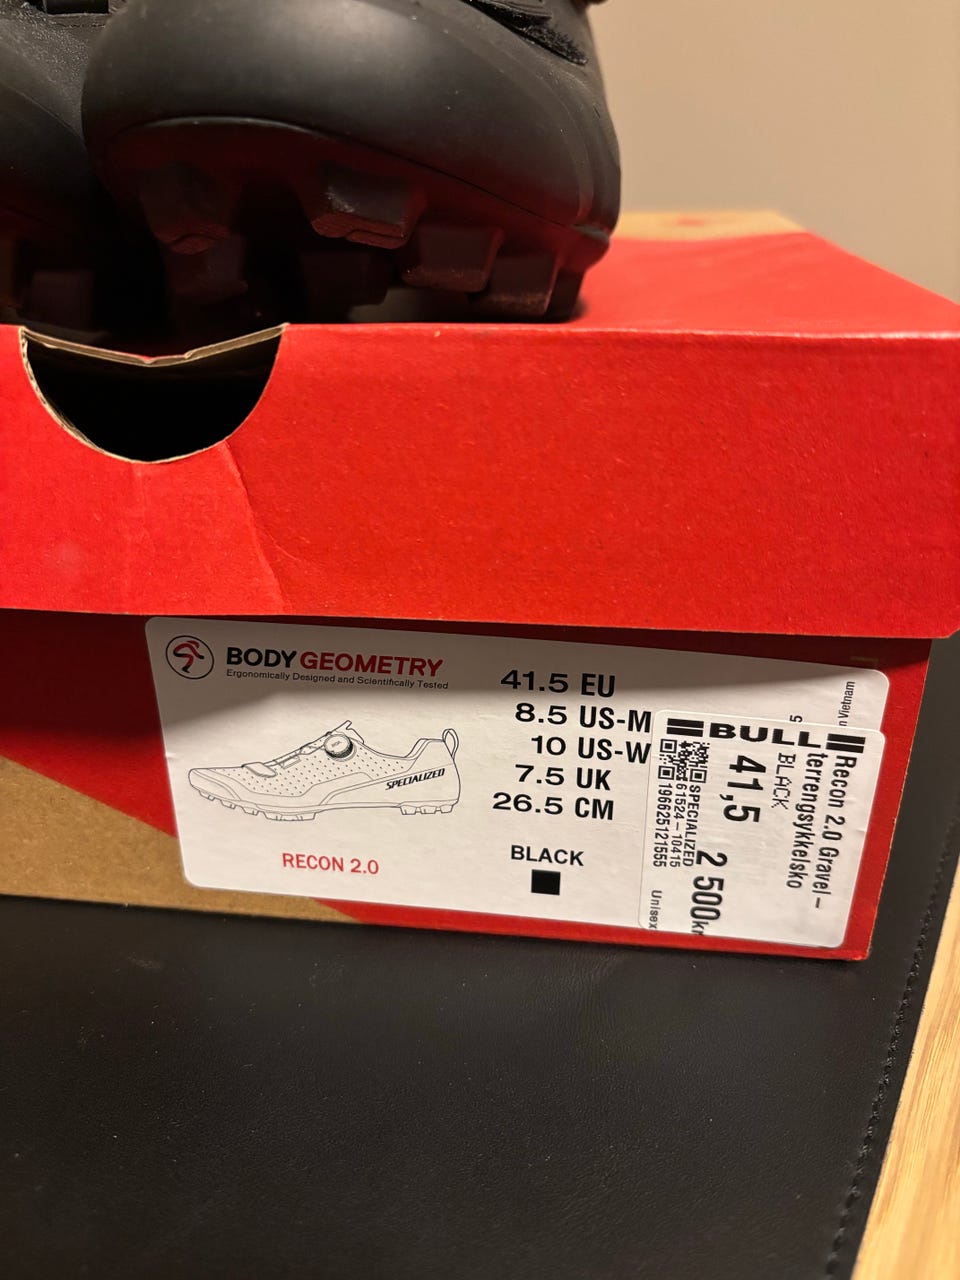 BODY GEOMETRY
Ergonomically Designed and Scientifically Tested
SPECIALIZED
RECON 2.0
41.5 EU
8.5 US-M
10 US-W
7.5 UK
26.5 CM
BLACK
n Vietnam
BULL
Recon 2.0 Gravel-
terrengsykkelsko
BLACK
41,5
2 500kr
SPECIALIZED
61524-10415
196625121555
Unisex